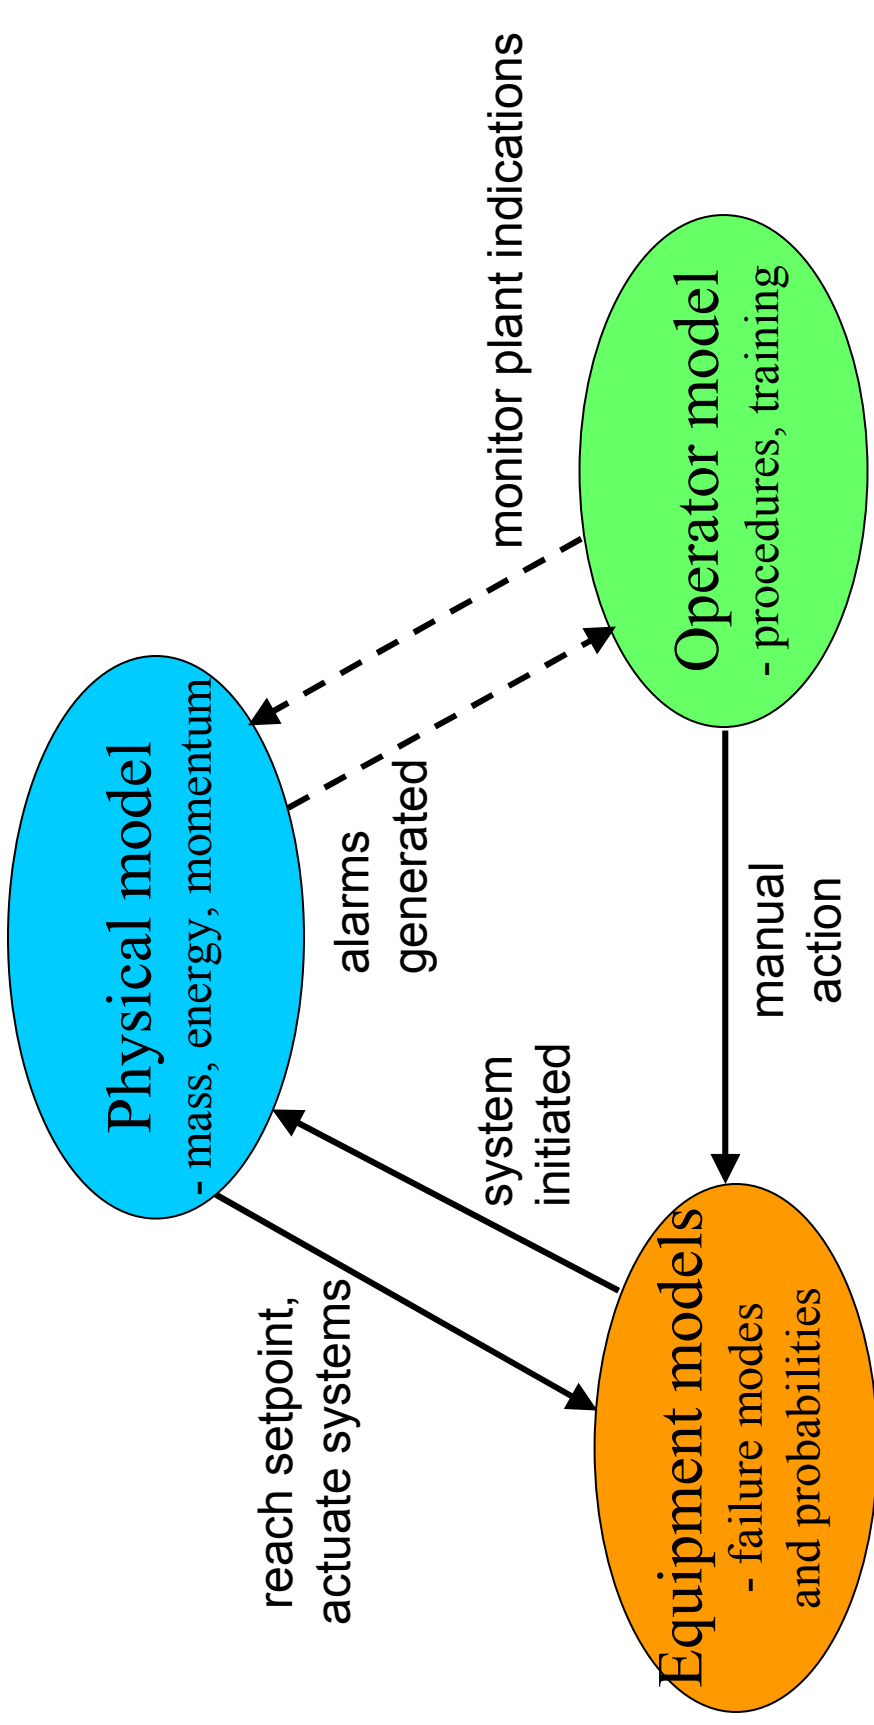 Physical model
- mass, energy, momentum
reach setpoint,
actuate systems
system
initiated
alarms
generated
monitor plant indications
Equipment models
- failure modes
and probabilities
manual
action
Operator model
- procedures, training